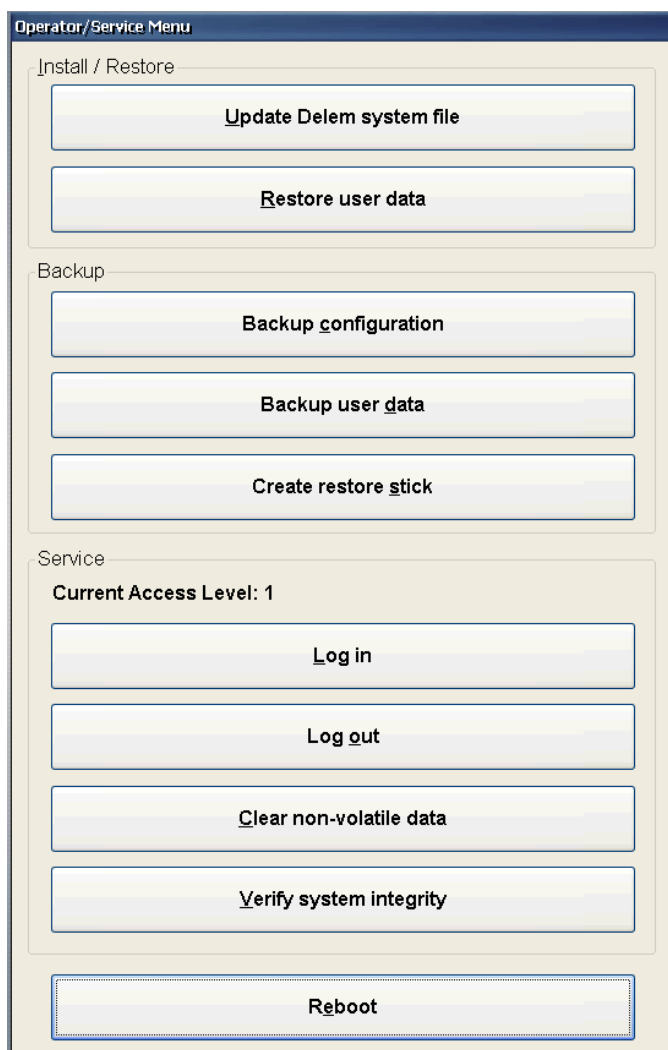 Operator/Service Menu
Install / Restore
Update Delem system file
Restore user data
Backup
Backup configuration
Backup user data
Create restore stick
Service
Current Access Level: 1
Log in
Log out
Clear non-volatile data
Verify system integrity
Reboot